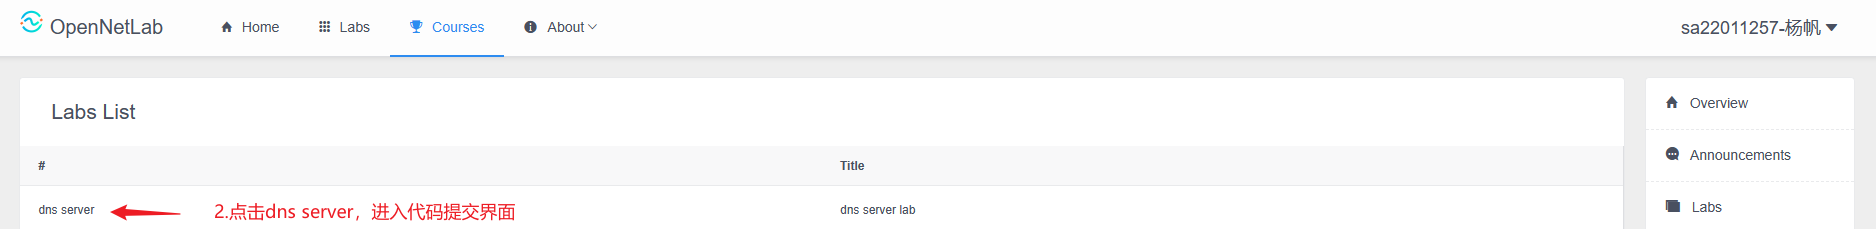 OpenNetLab Home Labs Courses About sa22011257-杨帆
Labs List
Overview
# Title
Announcements
dns server 2.点击dns server，进入代码提交界面 dns server lab
Labs